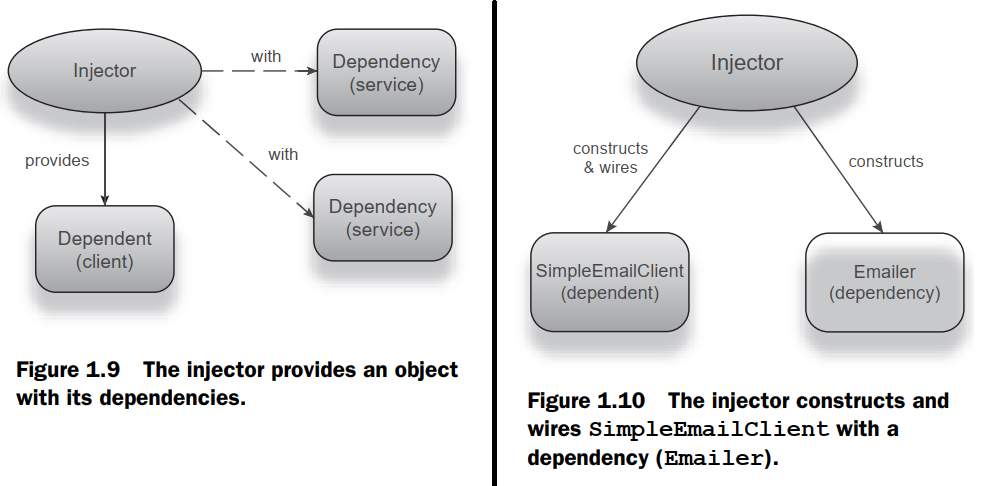 Injector
with
Dependency
(service)
provides
with
Dependency
(service)
Dependent
(client)
Figure 1.9 The injector provides an object
with its dependencies.
Injector
constructs
& wires
constructs
SimpleEmailClient
(dependent)
Emailer
(dependency)
Figure 1.10 The injector constructs and
wires SimpleEmailClient with a
dependency (Emailer).